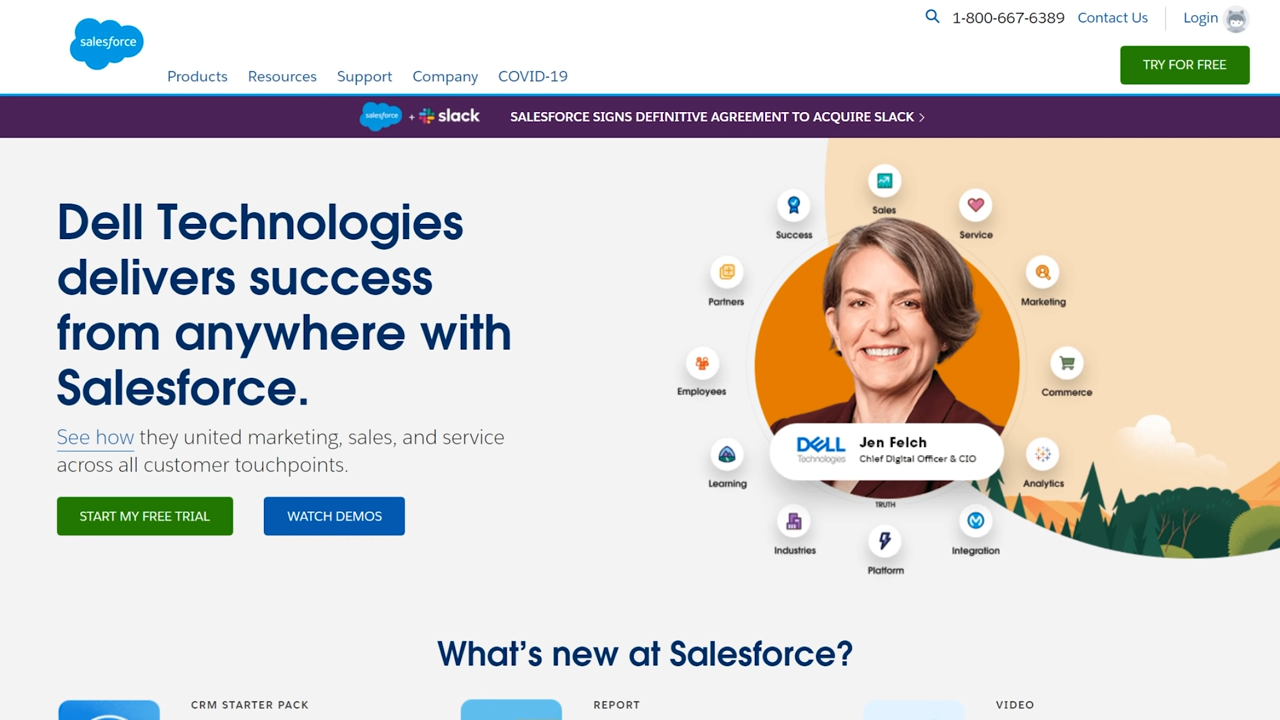 salesforce
1-800-667-6389 Contact Us Login
Products Resources Support Company COVID-19
TRY FOR FREE
salesforce + slack SALESFORCE SIGNS DEFINITIVE AGREEMENT TO ACQUIRE SLACK >
Dell Technologies
delivers success
from anywhere with
Salesforce.
See how they united marketing, sales, and service
across all customer touchpoints.
START MY FREE TRIAL WATCH DEMOS
Sales
Success
Service
Partners
Marketing
Employees
Commerce
DELL Technologies
Jen Felch
Chief Digital Officer & CIO
Learning
Analytics
TRUTH
Industries
Integration
Platform
What's new at Salesforce?
CRM STARTER PACK REPORT VIDEO